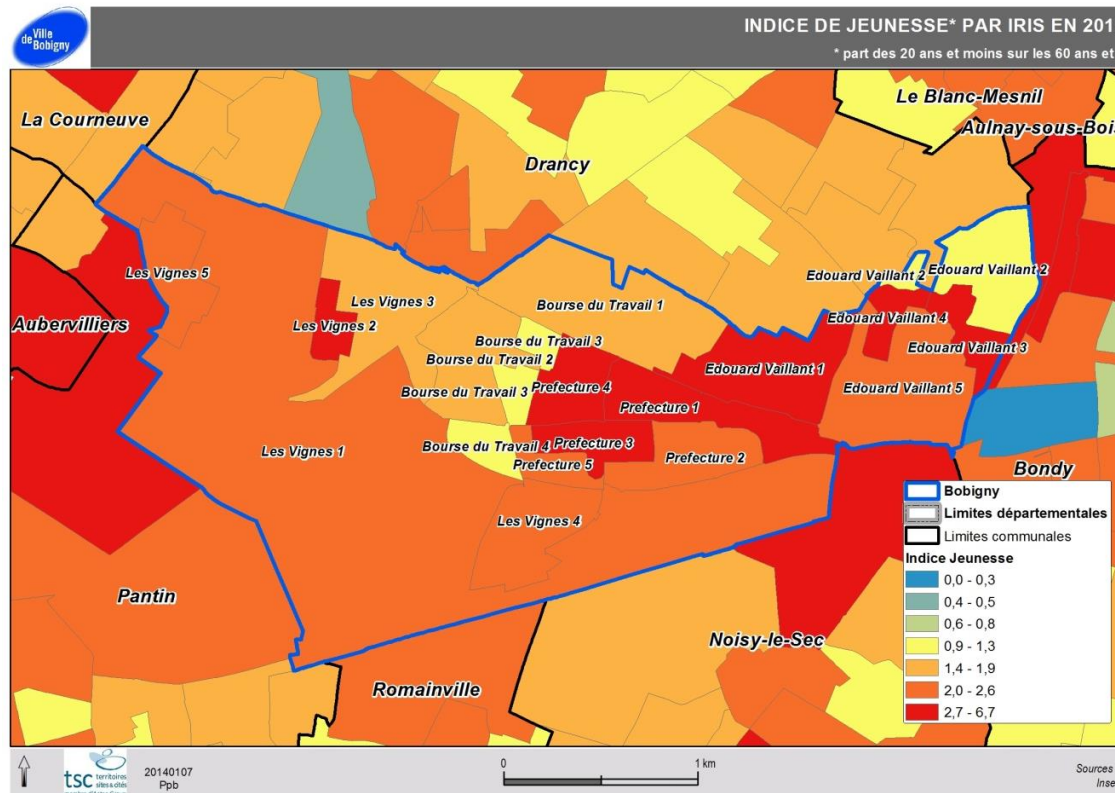 de Ville
Bobigny
INDICE DE JEUNESSE* PAR IRIS EN 201
* part des 20 ans et moins sur les 60 ans et
La Courneuve
Le Blanc-Mesnil
Aulnay-sous-Bois
Drancy
Edouard Vaillant 2
Edouard Vaillant 2
Les Vignes 5
Les Vignes 3
Bourse du Travail 1
Aubervilliers
Les Vignes 2
Edouard Vaillant 4
Bourse du Travail 3
Edouard Vaillant 3
Bourse du Travail 2
Edouard Vaillant 1
Bourse du Travail 3
Prefecture 4
Edouard Vaillant 5
Prefecture 1
Les Vignes 1
Bourse du Travail 4
Prefecture 3
Prefecture 5
Prefecture 2
Bondy
Les Vignes 4
Pantin
Noisy-le-Sec
Romainville
Bobigny
Limites départementales
Limites communales
Indice Jeunesse
0,0 - 0,3
0,4 - 0,5
0,6 - 0,8
0,9 - 1,3
1,4 - 1,9
2,0 - 2,6
2,7 - 6,7
tsc territoires
sites & cités
20140107
Ppb
0 1 km
Sources
Inse